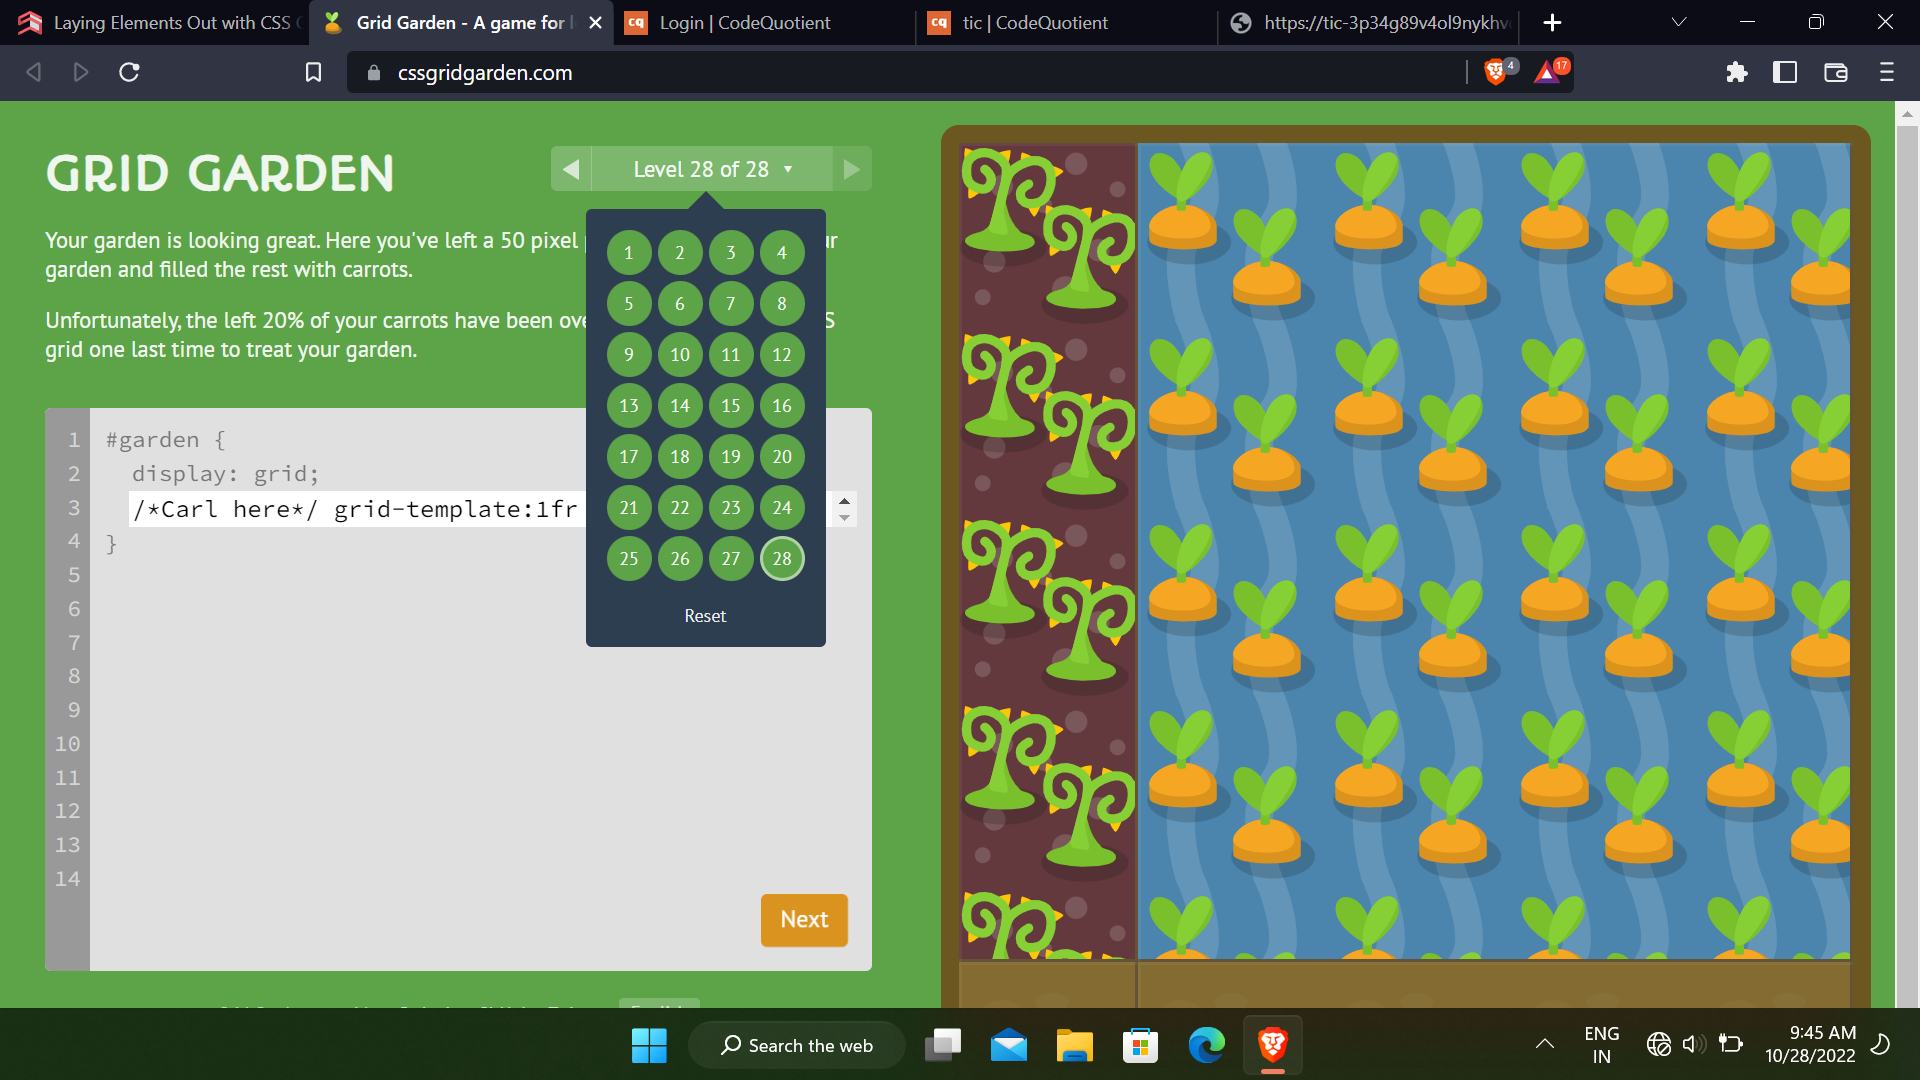 Laying Elements Out with CSS
Grid Garden - A game for l
cq
Login | CodeQuotient
cq
tic | CodeQuotient
https://tic-3p34g89v4ol9nykhv
cssgridgarden.com
4
17
GRID GARDEN
Level 28 of 28
Your garden is looking great. Here you've left a 50 pixel
garden and filled the rest with carrots.
Unfortunately, the left 20% of your carrots have been ove
S
grid one last time to treat your garden.
1 2 3 4
5 6 7 8
9 10 11 12
13 14 15 16
17 18 19 20
21 22 23 24
25 26 27 28
Reset
1 #garden {
2 display: grid;
3 /*Carl here*/ grid-template:1fr
4 }
5
6
7
8
9
10
11
12
13
14
Next
Search the web
ENG
IN
9:45 AM
10/28/2022